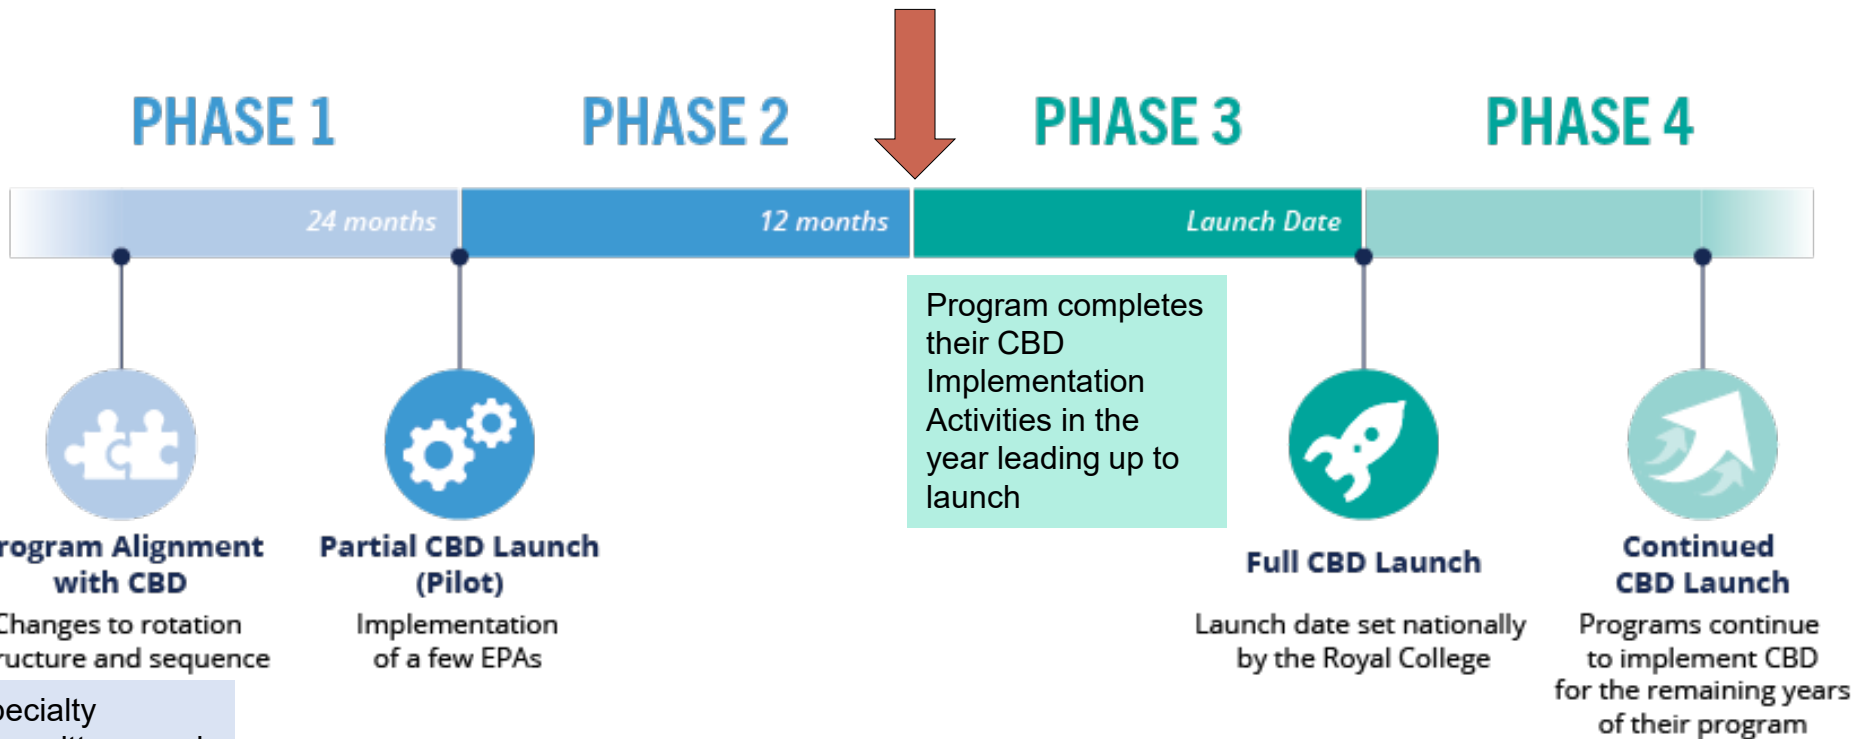 PHASE 1
PHASE 2
PHASE 3
PHASE 4
24 months
12 months
Launch Date
Program completes
their CBD
Implementation
Activities in the
year leading up to
launch
rogram Alignment
with CBD
Changes to rotation
ructure and sequence
pecialty
Partial CBD Launch
(Pilot)
Implementation
of a few EPAs
Full CBD Launch
Launch date set nationally
by the Royal College
Continued
CBD Launch
Programs continue
to implement CBD
for the remaining years
of their program